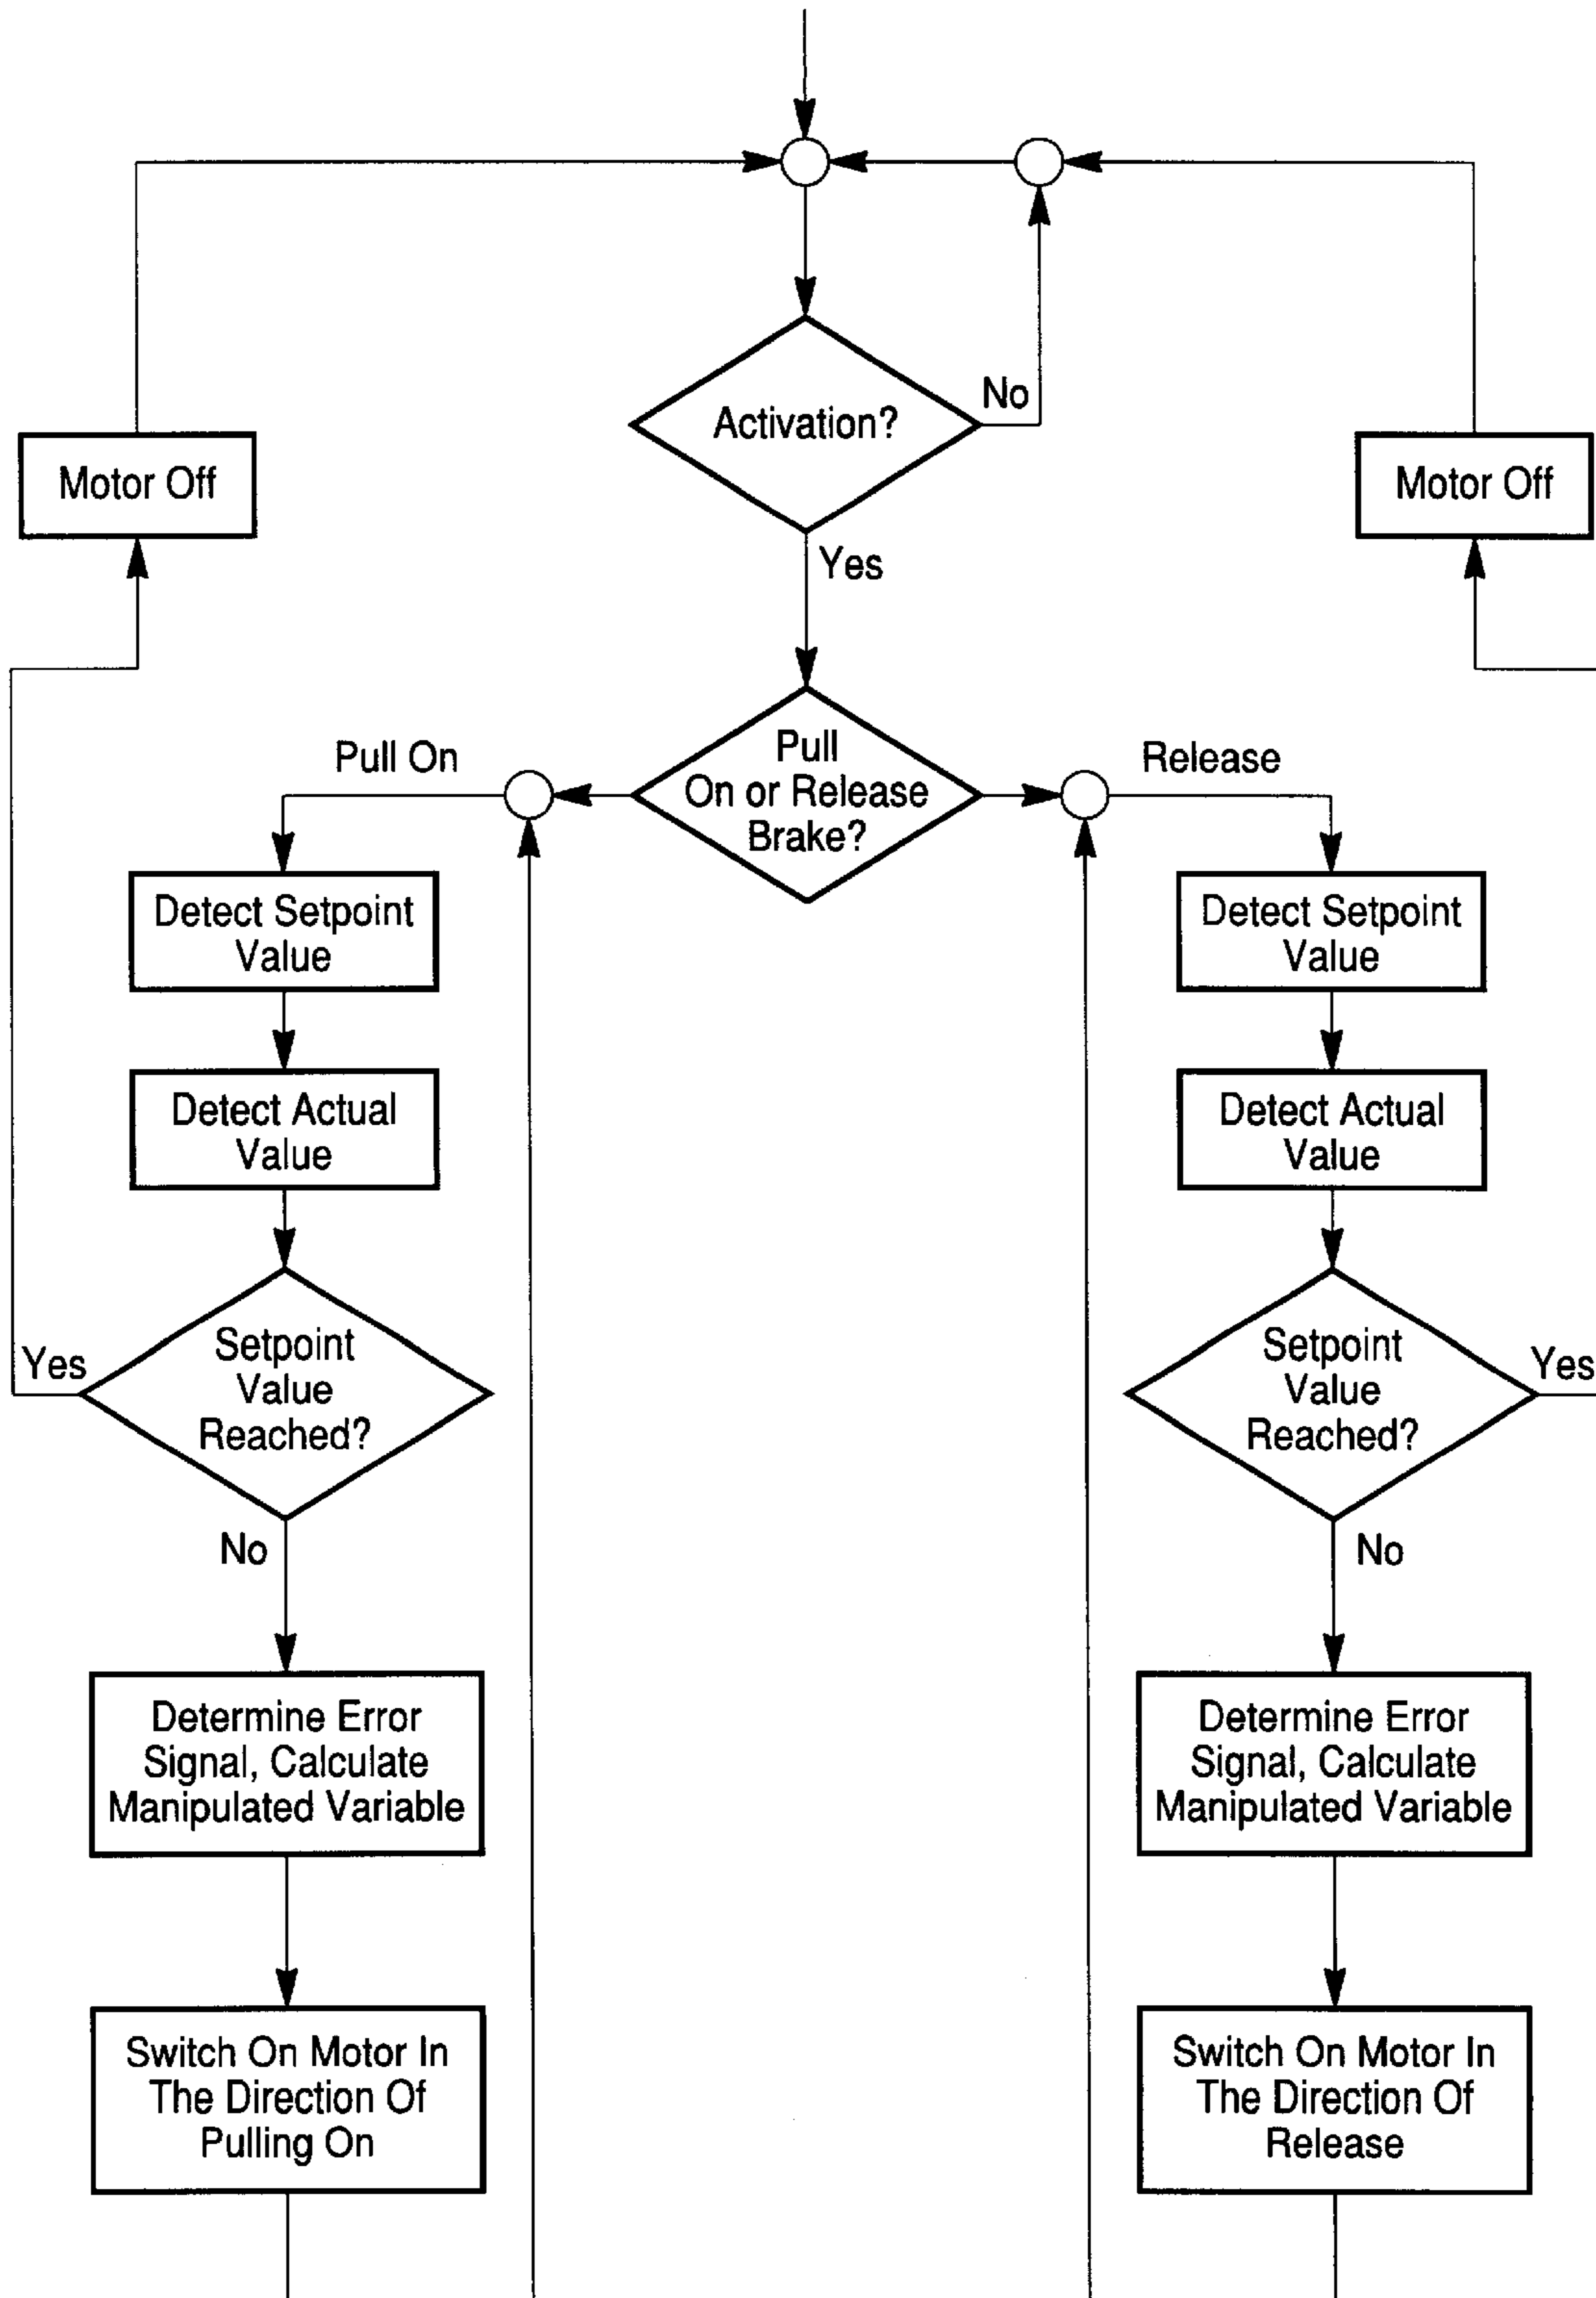 No
Activation?
Motor Off
Motor Off
Yes
Pull
On or Release
Brake?
Pull On
Release
Detect Setpoint
Value
Detect Setpoint
Value
Detect Actual
Value
Detect Actual
Value
Setpoint
Value
Reached?
Yes
Setpoint
Value
Reached?
Yes
No
No
Determine Error
Signal, Calculate
Manipulated Variable
Determine Error
Signal, Calculate
Manipulated Variable
Switch On Motor In
The Direction Of
Pulling On
Switch On Motor In
The Direction Of
Release